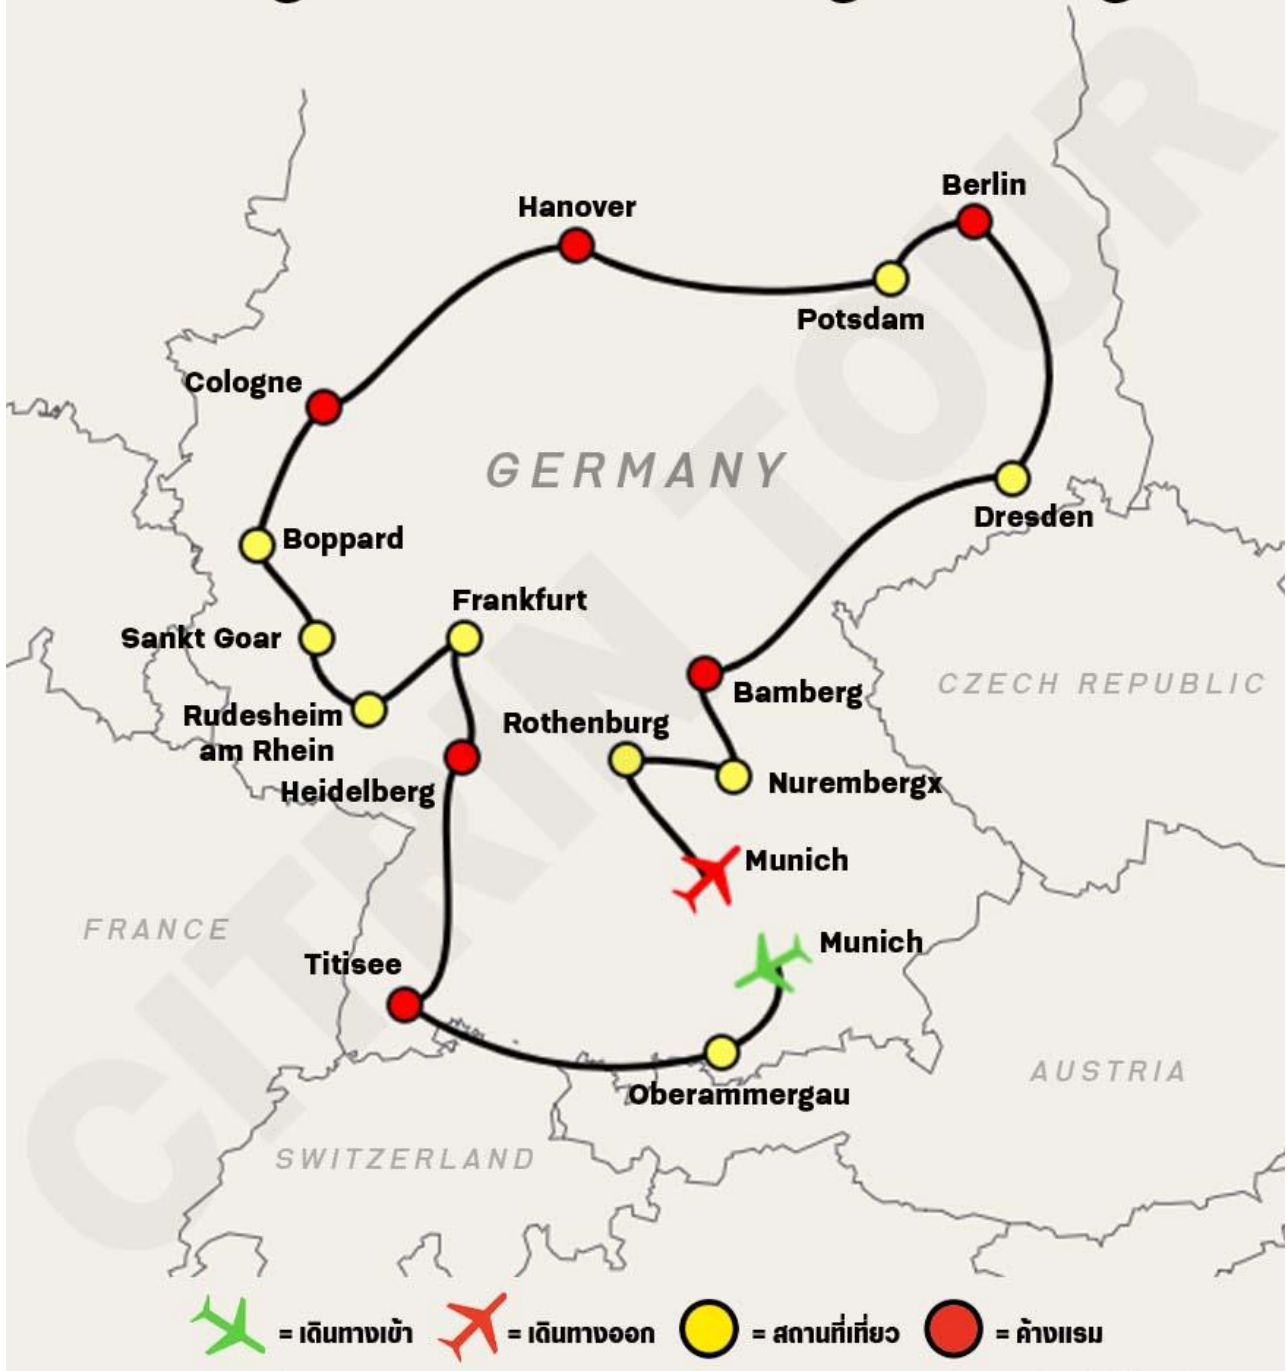 Berlin
Hanover
Potsdam
Cologne
GERMANY
Dresden
Boppard
Frankfurt
Sankt Goar
CZECH REPUBLIC
Bamberg
Rudesheim
am Rhein
Rothenburg
Heidelberg
Nurembergx
Munich
FRANCE
Munich
Titisee
AUSTRIA
Oberammergau
SWITZERLAND
CITRIN TOUR
= เดินทางเข้า
= เดินทางออก
= สถานที่เที่ยว
= ค้างแรม